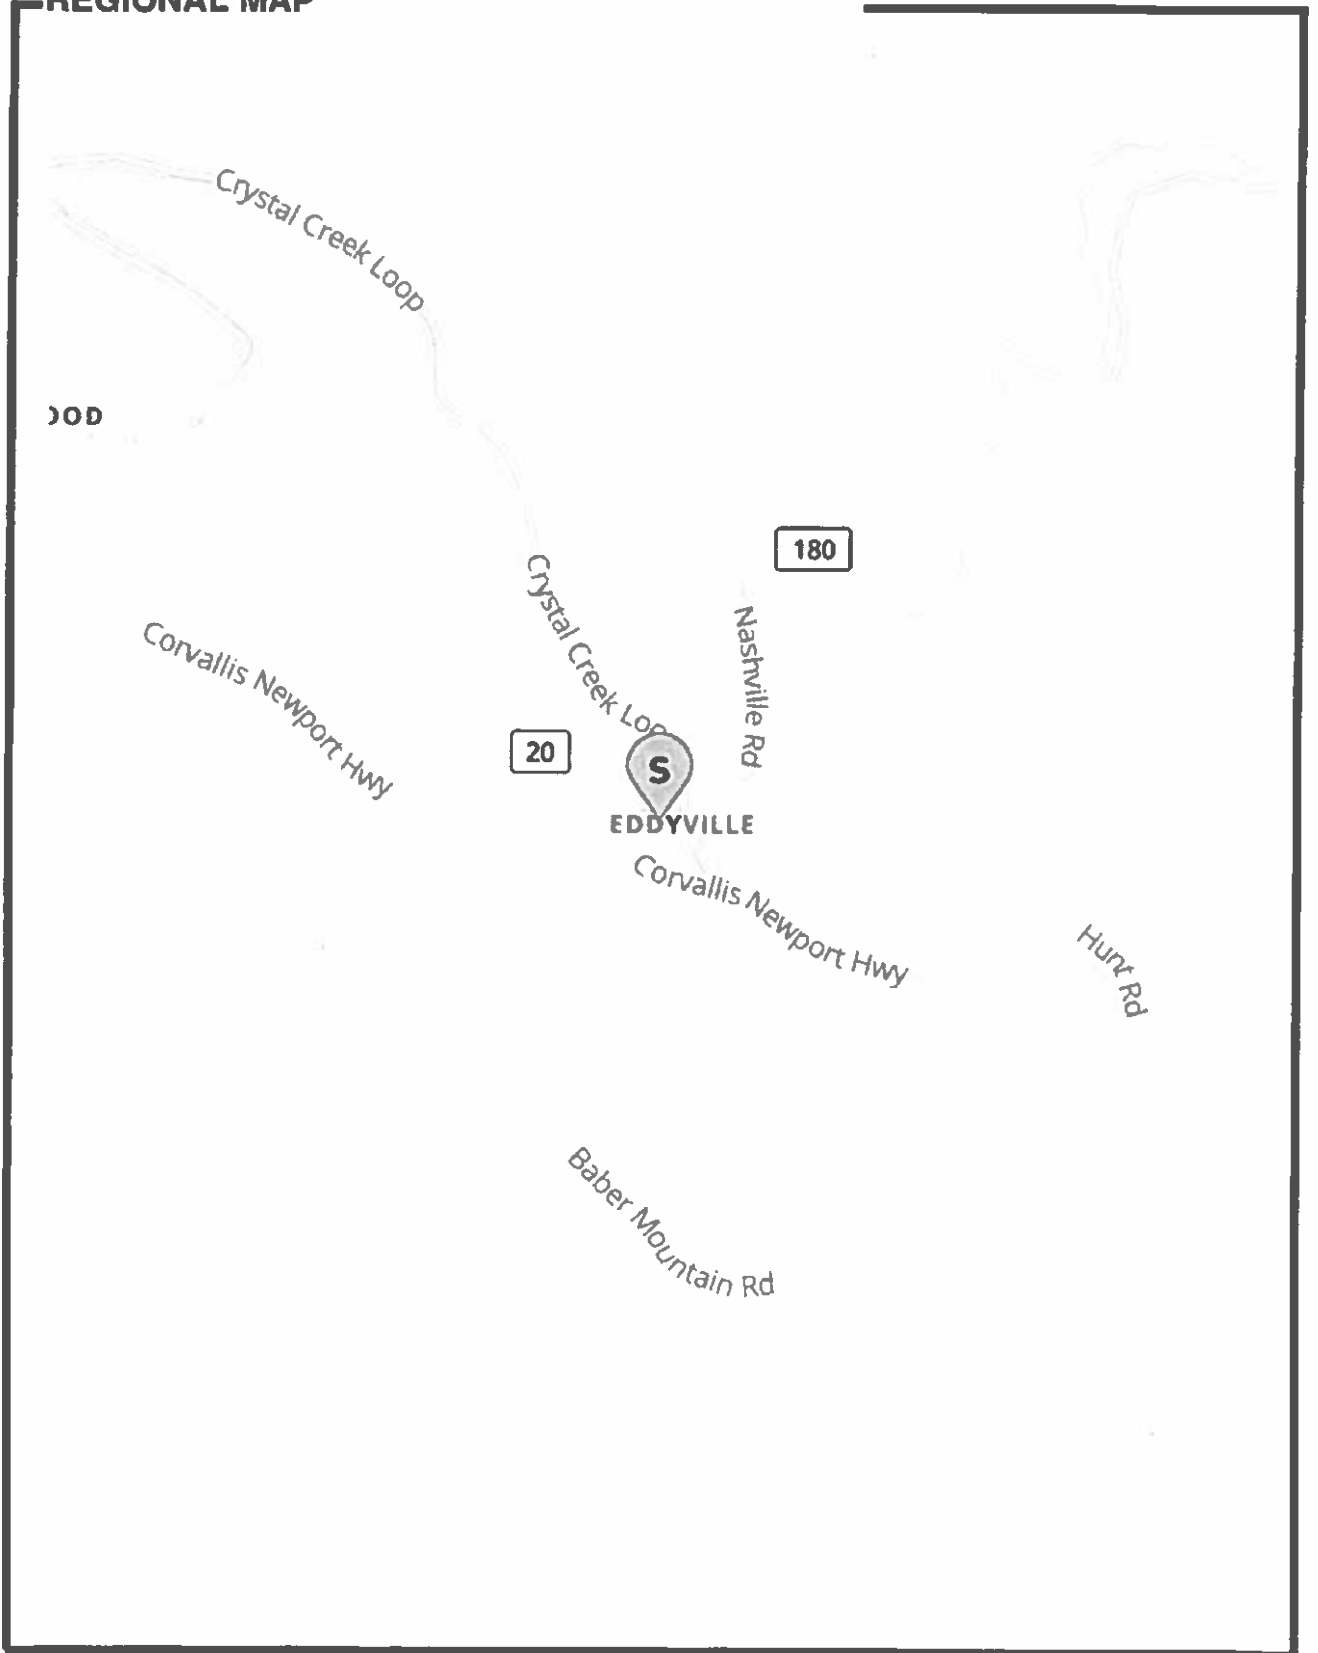 REGIONAL MAP
Crystal Creek Loop
OOD
180
Crystal Creek Loo
Nashville Rd
Corvallis Newport Hwy
20
S
EDDYVILLE
Corvallis Newport Hwy
Hunt Rd
Baber Mountain Rd